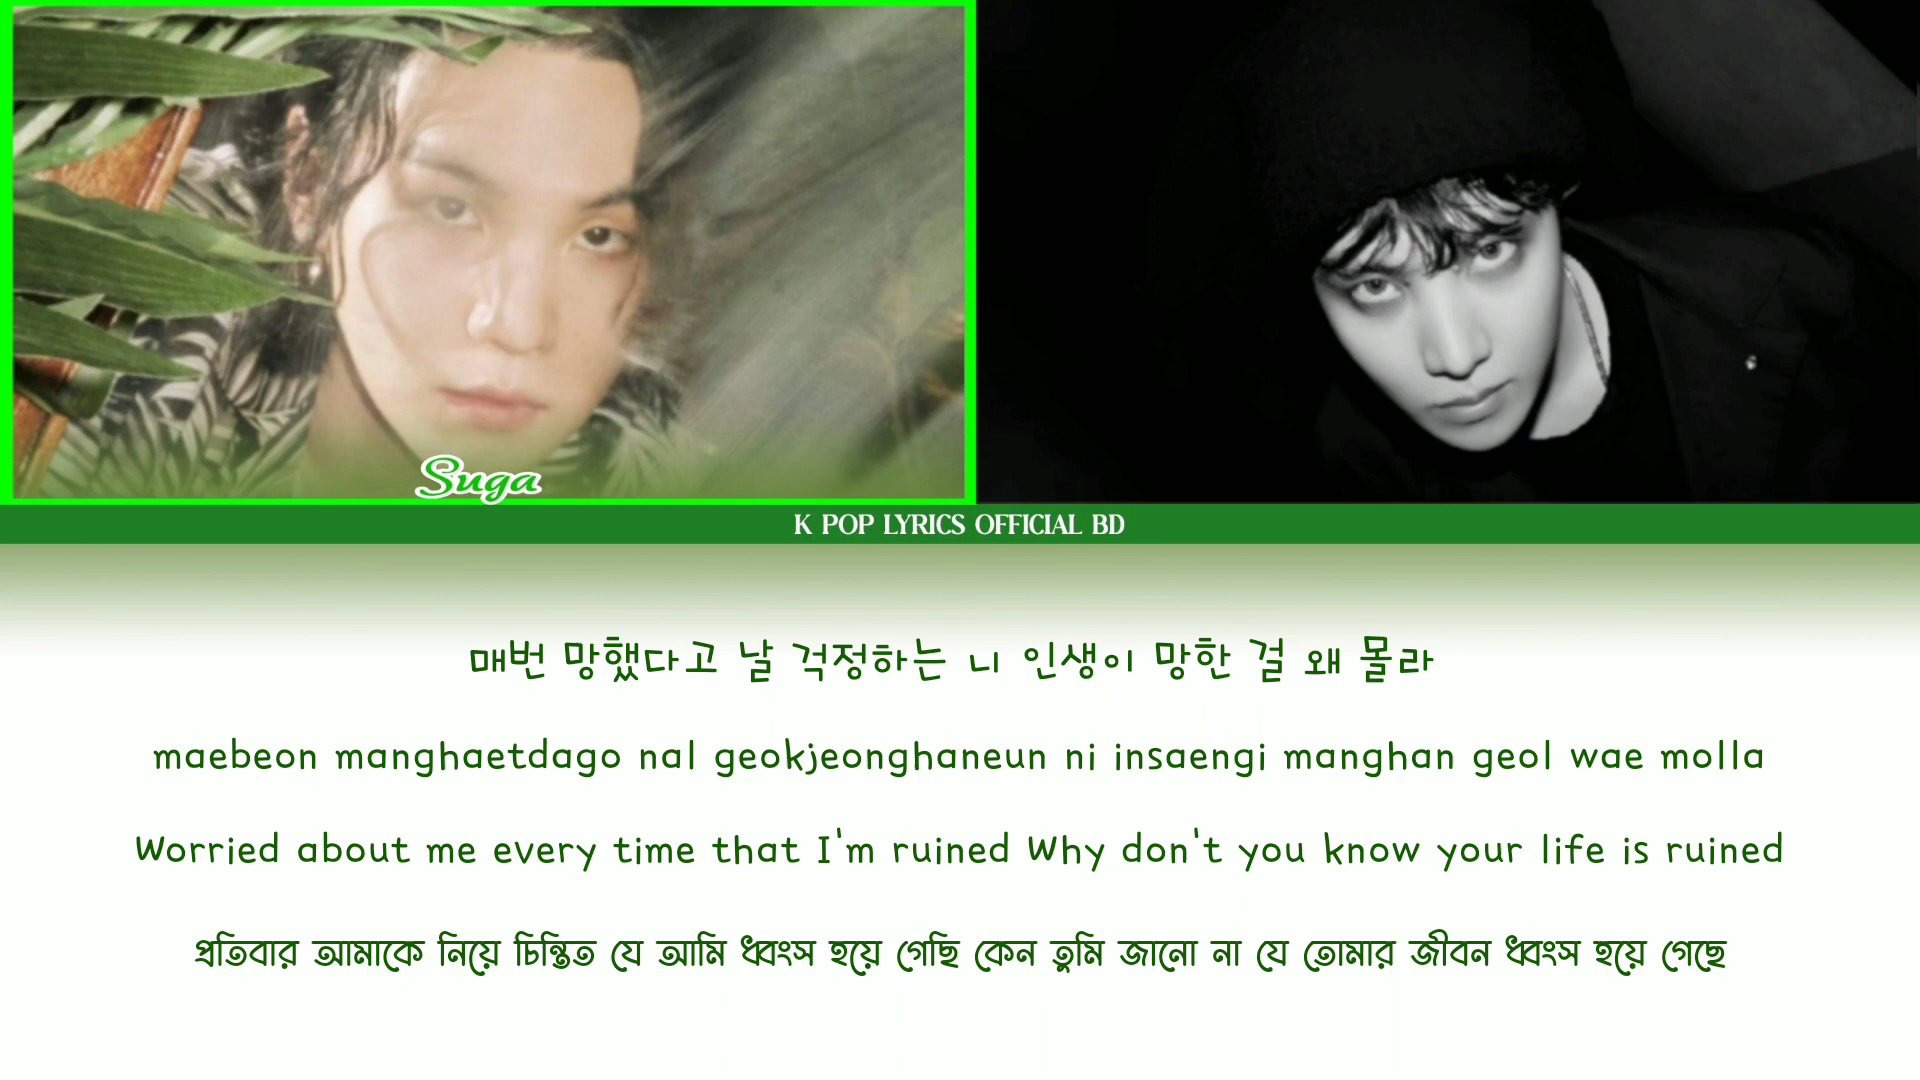 Suga
K POP LYRICS OFFICIAL BD
매번 망했다고 날 걱정하는 니 인생이 망한 걸 왜 몰라
maebeon manghaetdago nal geokjeonghaneun ni insaengi manghan geol wae molla
Worried about me every time that I'm ruined Why don't you know your life is ruined
প্রতিবার আমাকে নিয়ে চিন্তিত যে আমি ধ্বংস হয়ে গেছি কেন তুমি জানো না যে তোমার জীবন ধ্বংস হয়ে গেছে